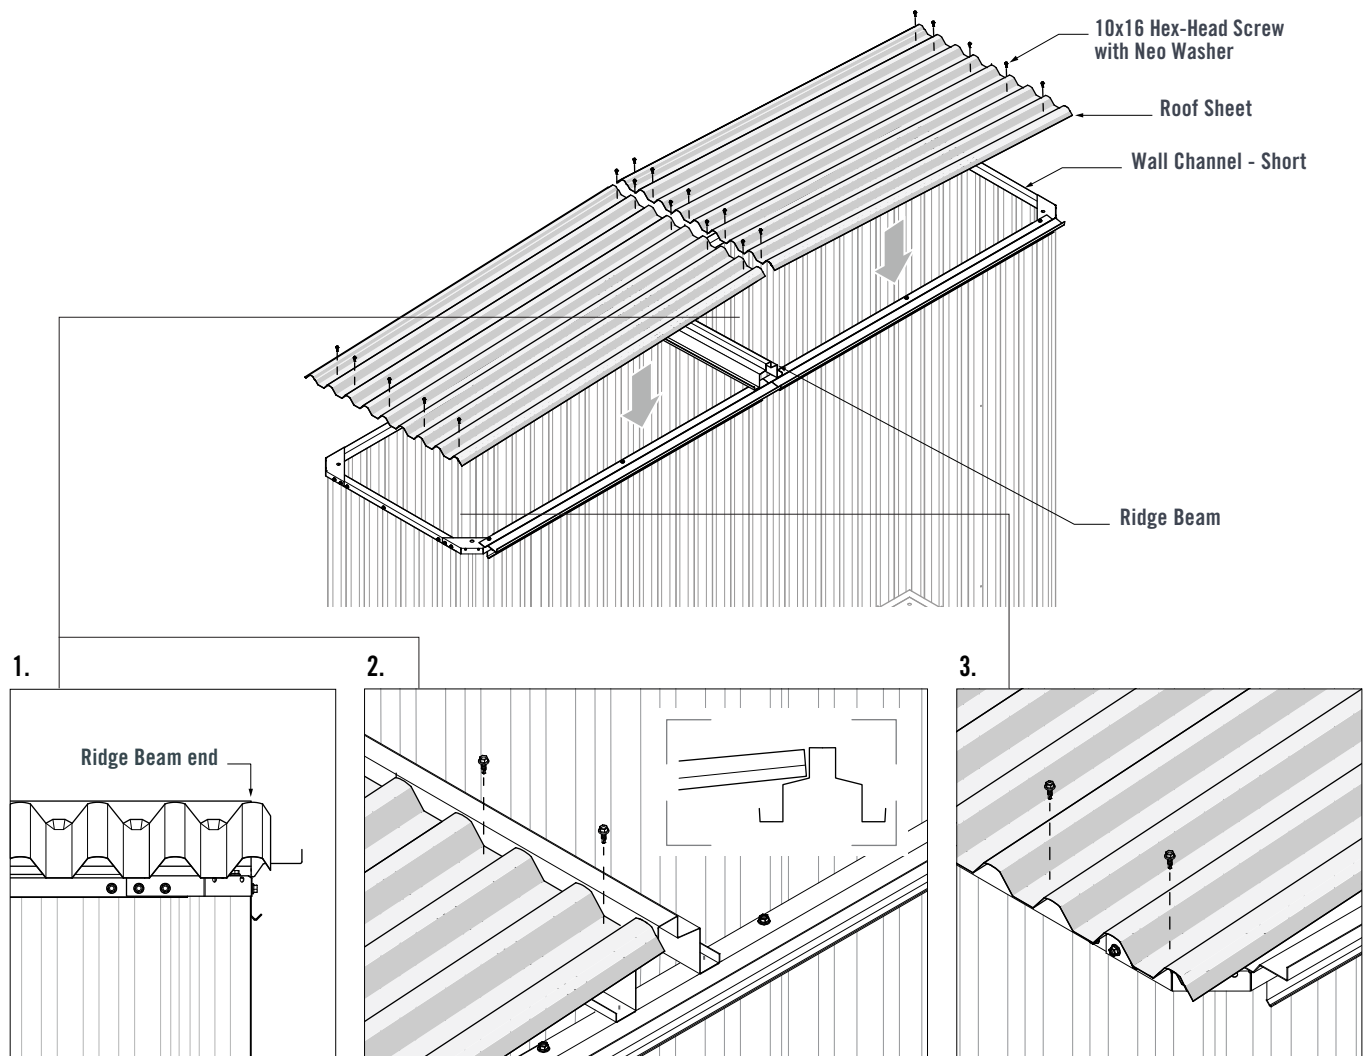 10x16 Hex-Head Screw
with Neo Washer
Roof Sheet
Wall Channel - Short
Ridge Beam
1.
2.
3.
Ridge Beam end